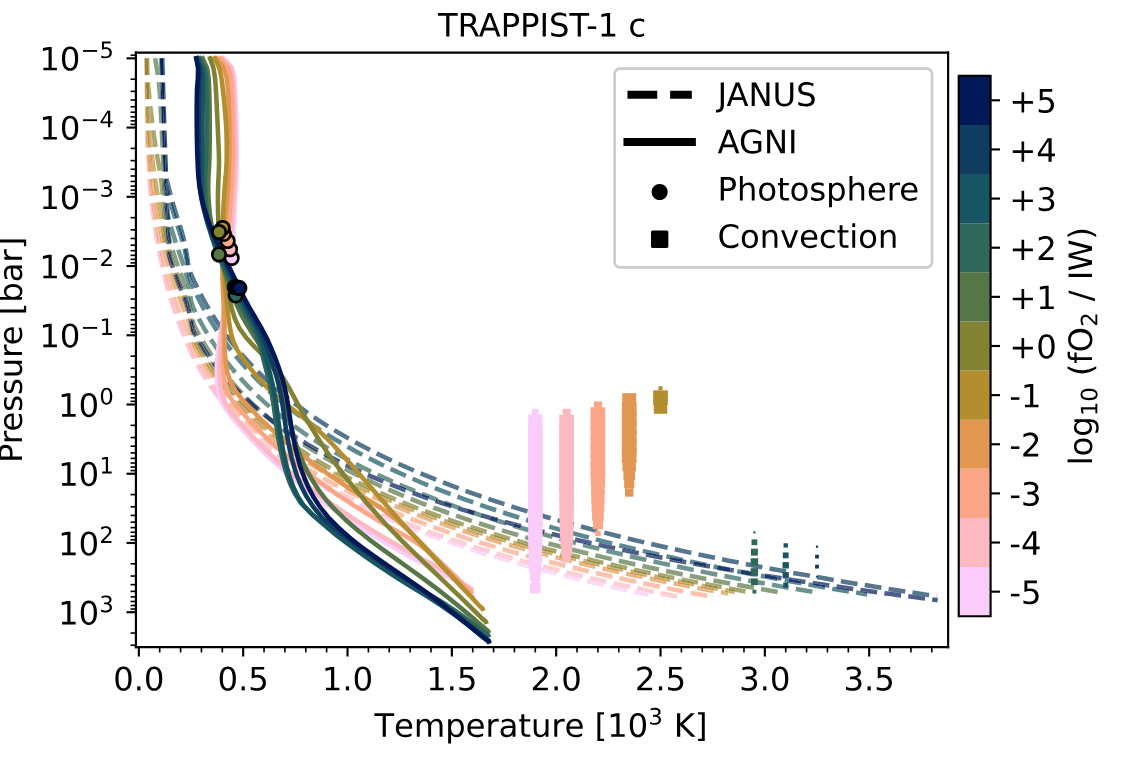 TRAPPIST-1 c
JANUS
AGNI
Photosphere
Convection
Pressure [bar]
10⁻⁵
10⁻⁴
10⁻³
10⁻²
10⁻¹
10⁰
10¹
10²
10³
0.0 0.5 1.0 1.5 2.0 2.5 3.0 3.5
Temperature [10³ K]
+5
+4
+3
+2
+1
+0
-1
-2
-3
-4
-5
log₁₀ (fO₂ / IW)